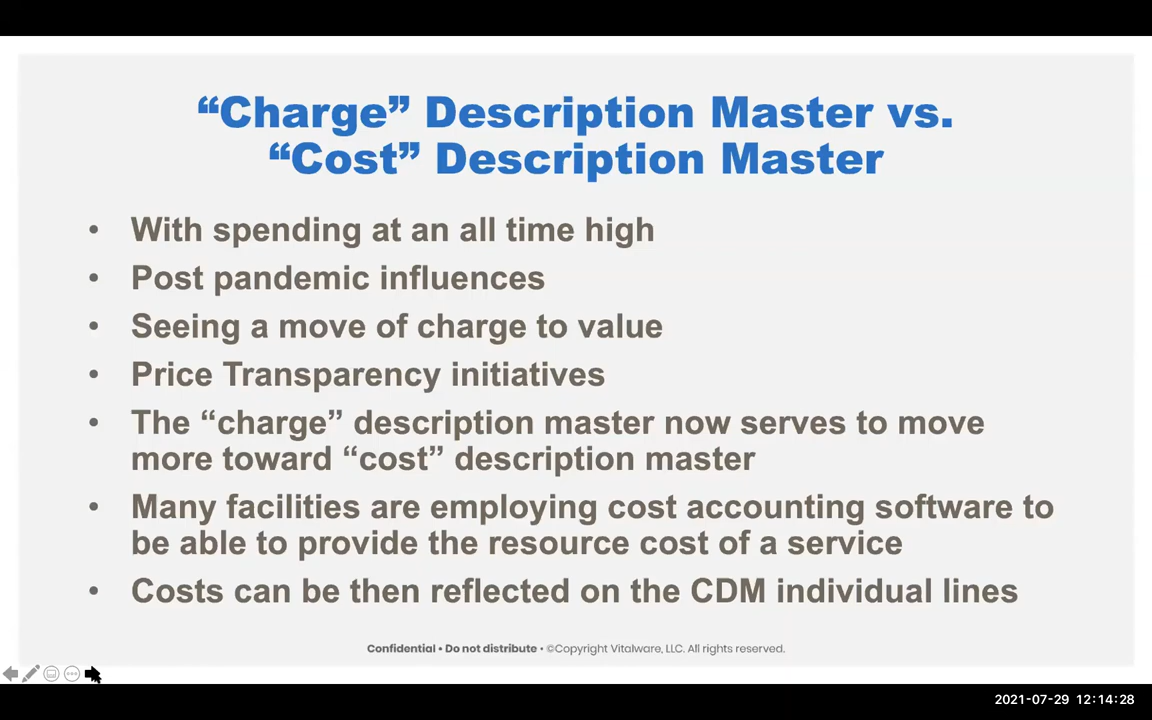 “Charge” Description Master vs.
“Cost” Description Master
• With spending at an all time high
• Post pandemic influences
• Seeing a move of charge to value
• Price Transparency initiatives
• The “charge” description master now serves to move
more toward “cost” description master
• Many facilities are employing cost accounting software to
be able to provide the resource cost of a service
• Costs can be then reflected on the CDM individual lines
Confidential • Do not distribute • ©Copyright Vitalware, LLC. All rights reserved.
2021-07-29 12:14:28